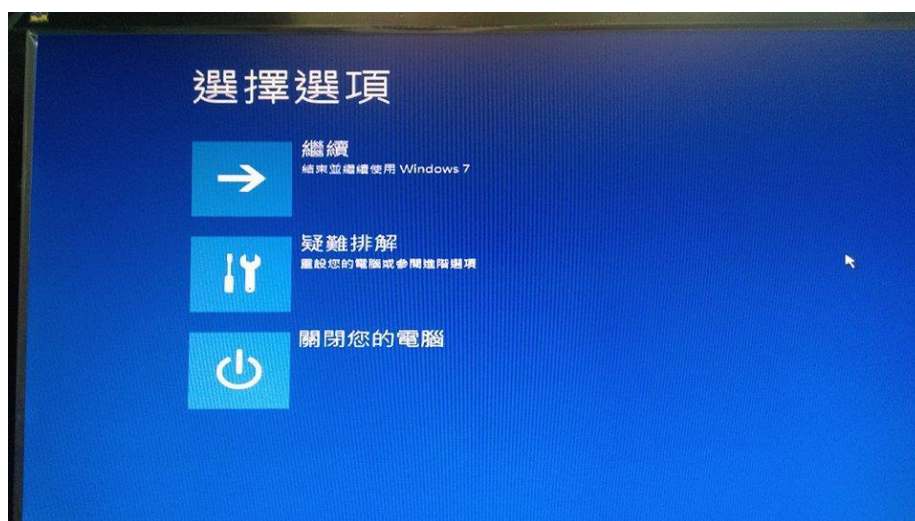 選擇選項
繼續
結束並繼續使用 Windows 7
疑難排解
重設您的電腦或參閱進階選項
關閉您的電腦